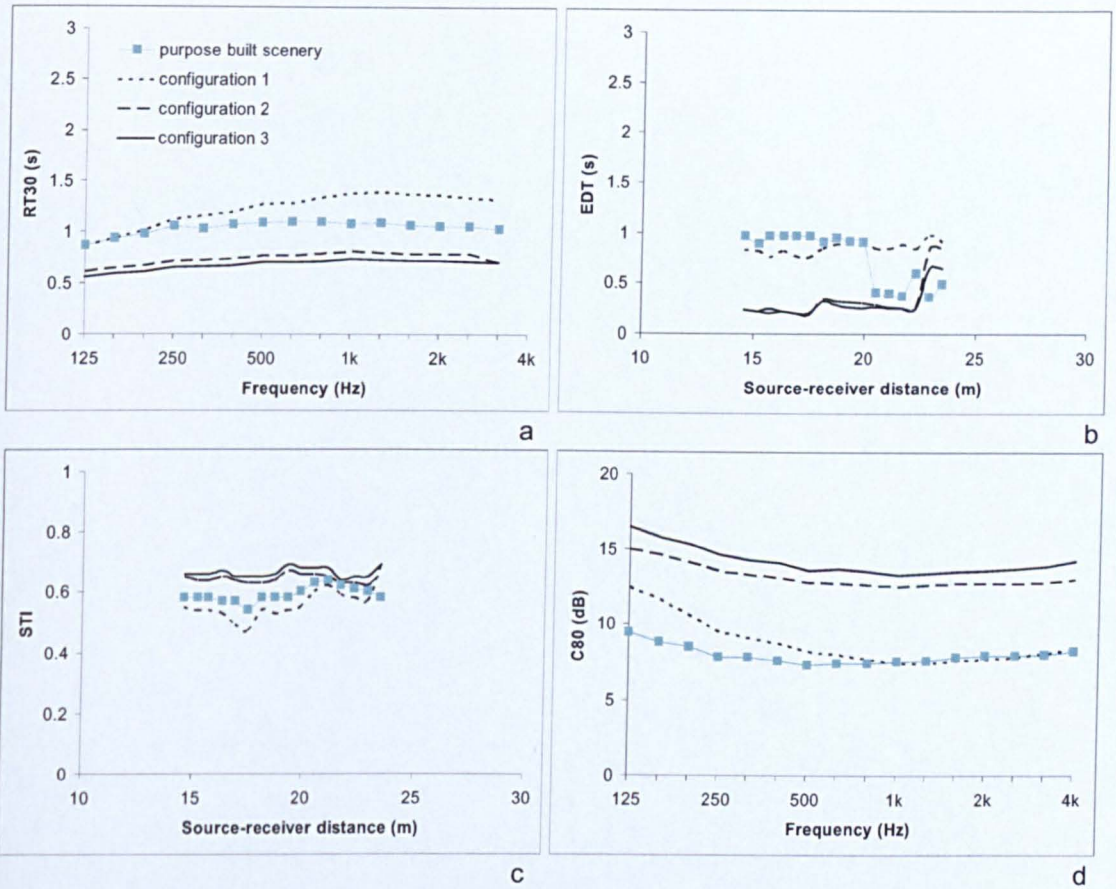 3
2.5
2
1.5
1
0.5
0
RT30 (s)
purpose built scenery
configuration 1
configuration 2
configuration 3
125 250 500 1k 2k 4k
Frequency (Hz)
a
3
2.5
2
1.5
1
0.5
0
EDT (s)
10 15 20 25 30
Source-receiver distance (m)
b
1
0.8
0.6
0.4
0.2
0
STI
10 15 20 25 30
Source-receiver distance (m)
c
20
15
10
5
0
C80 (dB)
125 250 500 1k 2k 4k
Frequency (Hz)
d